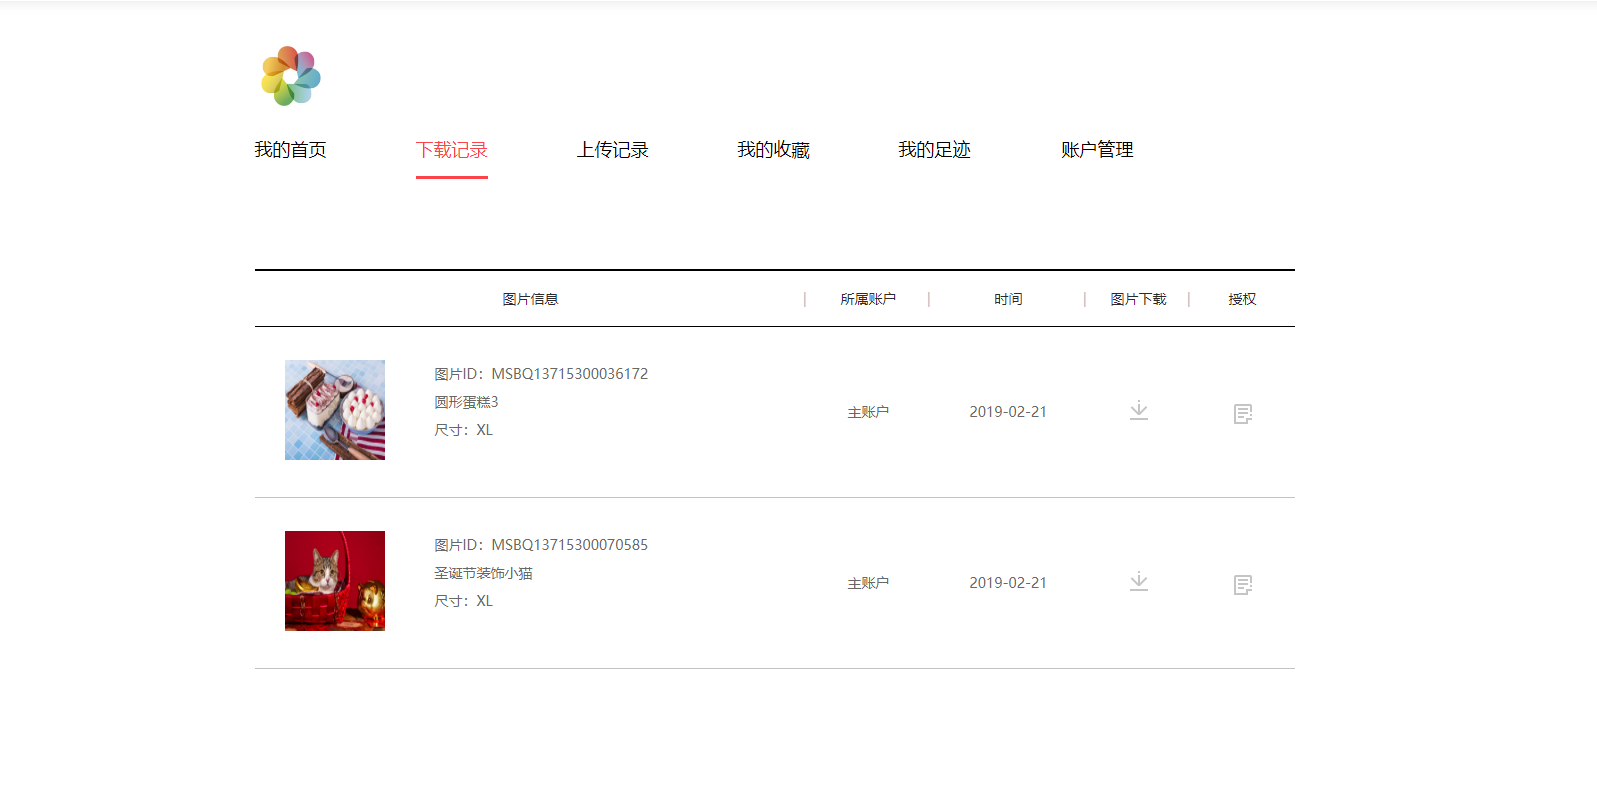 我的首页 下载记录 上传记录 我的收藏 我的足迹 账户管理
图片信息 | 所属账户 | 时间 | 图片下载 | 授权
图片ID：MSBQ13715300036172
圆形蛋糕3
尺寸：XL
主账户 2019-02-21
图片ID：MSBQ13715300070585
圣诞节装饰小猫
尺寸：XL
主账户 2019-02-21